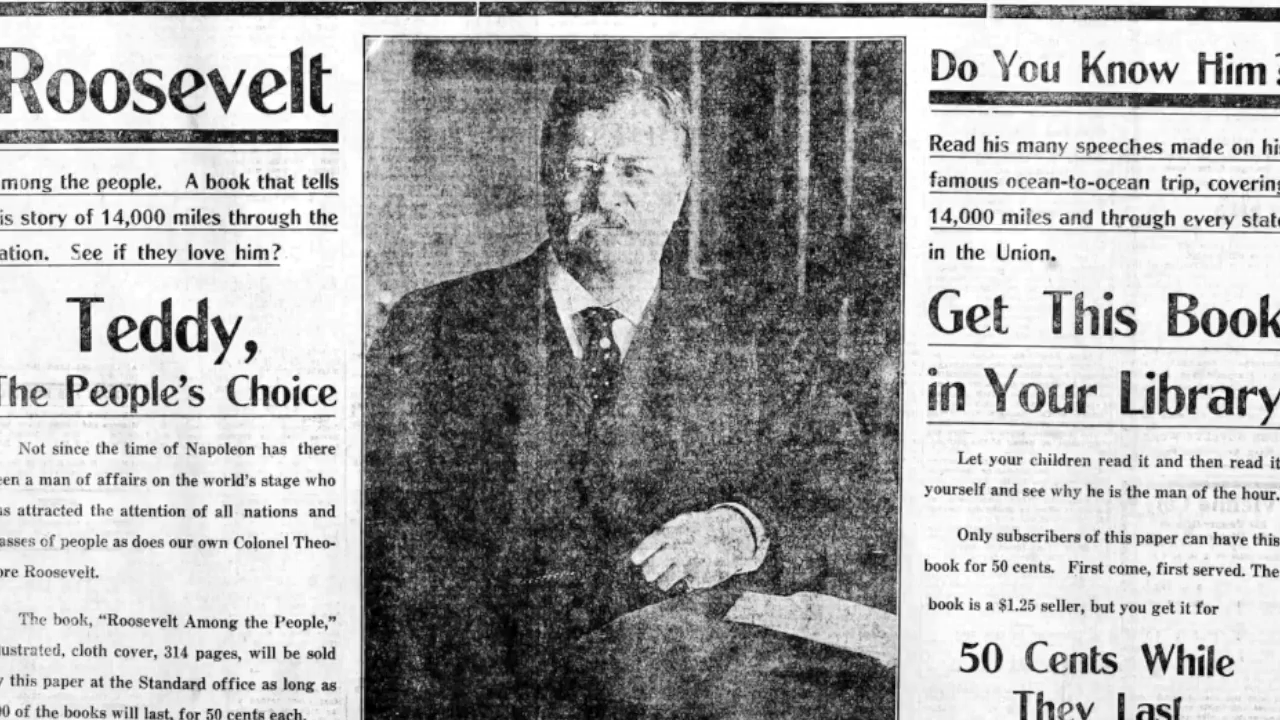 Roosevelt
mong the people. A book that tells
is story of 14,000 miles through the
ation. See if they love him?
Teddy,
The People's Choice
Not since the time of Napoleon has there
een a man of affairs on the world's stage who
as attracted the attention of all nations and
asses of people as does our own Colonel Theo-
ore Roosevelt.
The book, "Roosevelt Among the People,"
ustrated, cloth cover, 314 pages, will be sold
y this paper at the Standard office as long as
00 of the books will last, for 50 cents each.
Do You Know Him?
Read his many speeches made on his
famous ocean-to-ocean trip, covering
14,000 miles and through every state
in the Union.
Get This Book
in Your Library
Let your children read it and then read it
yourself and see why he is the man of the hour.
Only subscribers of this paper can have this
book for 50 cents. First come, first served. The
book is a $1.25 seller, but you get it for
50 Cents While
They Last